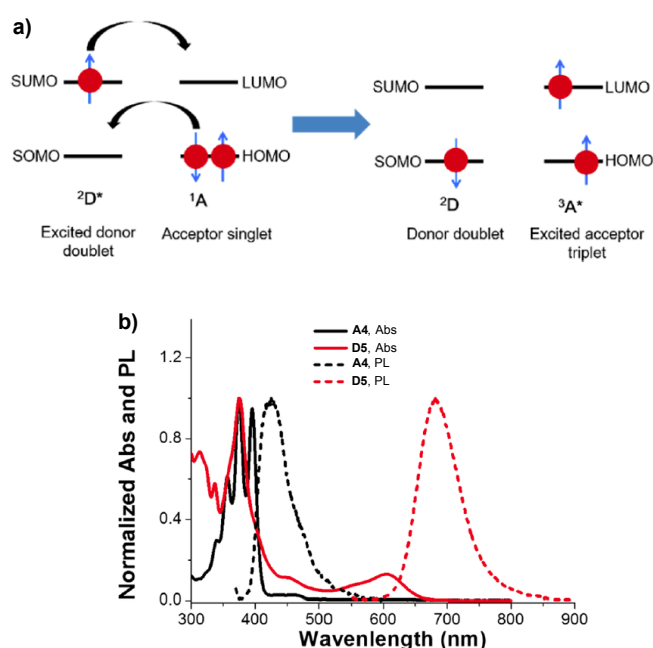 a)
SUMO LUMO SUMO LUMO
SOMO HOMO SOMO HOMO
²D* ¹A ²D ³A*
Excited donor doublet Acceptor singlet Donor doublet Excited acceptor triplet
b)
A4, Abs
D5, Abs
A4, PL
D5, PL
Normalized Abs and PL
1.2
0.8
0.4
0.0
300 400 500 600 700 800 900
Wavenlength (nm)